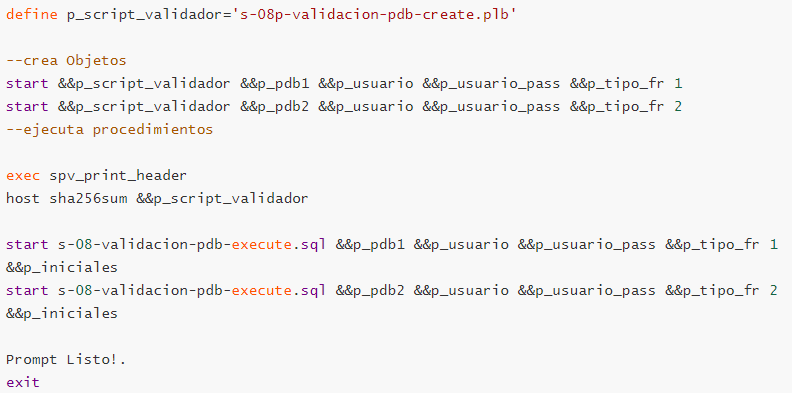 define p_script_validador='s-08p-validacion-pdb-create.plb'
--crea Objetos
start &&p_script_validador &&p_pdb1 &&p_usuario &&p_usuario_pass &&p_tipo_fr 1
start &&p_script_validador &&p_pdb2 &&p_usuario &&p_usuario_pass &&p_tipo_fr 2
--ejecuta procedimientos
exec spv_print_header
host sha256sum &&p_script_validador
start s-08-validacion-pdb-execute.sql &&p_pdb1 &&p_usuario &&p_usuario_pass &&p_tipo_fr 1
&&p_iniciales
start s-08-validacion-pdb-execute.sql &&p_pdb2 &&p_usuario &&p_usuario_pass &&p_tipo_fr 2
&&p_iniciales
Prompt Listo!.
exit